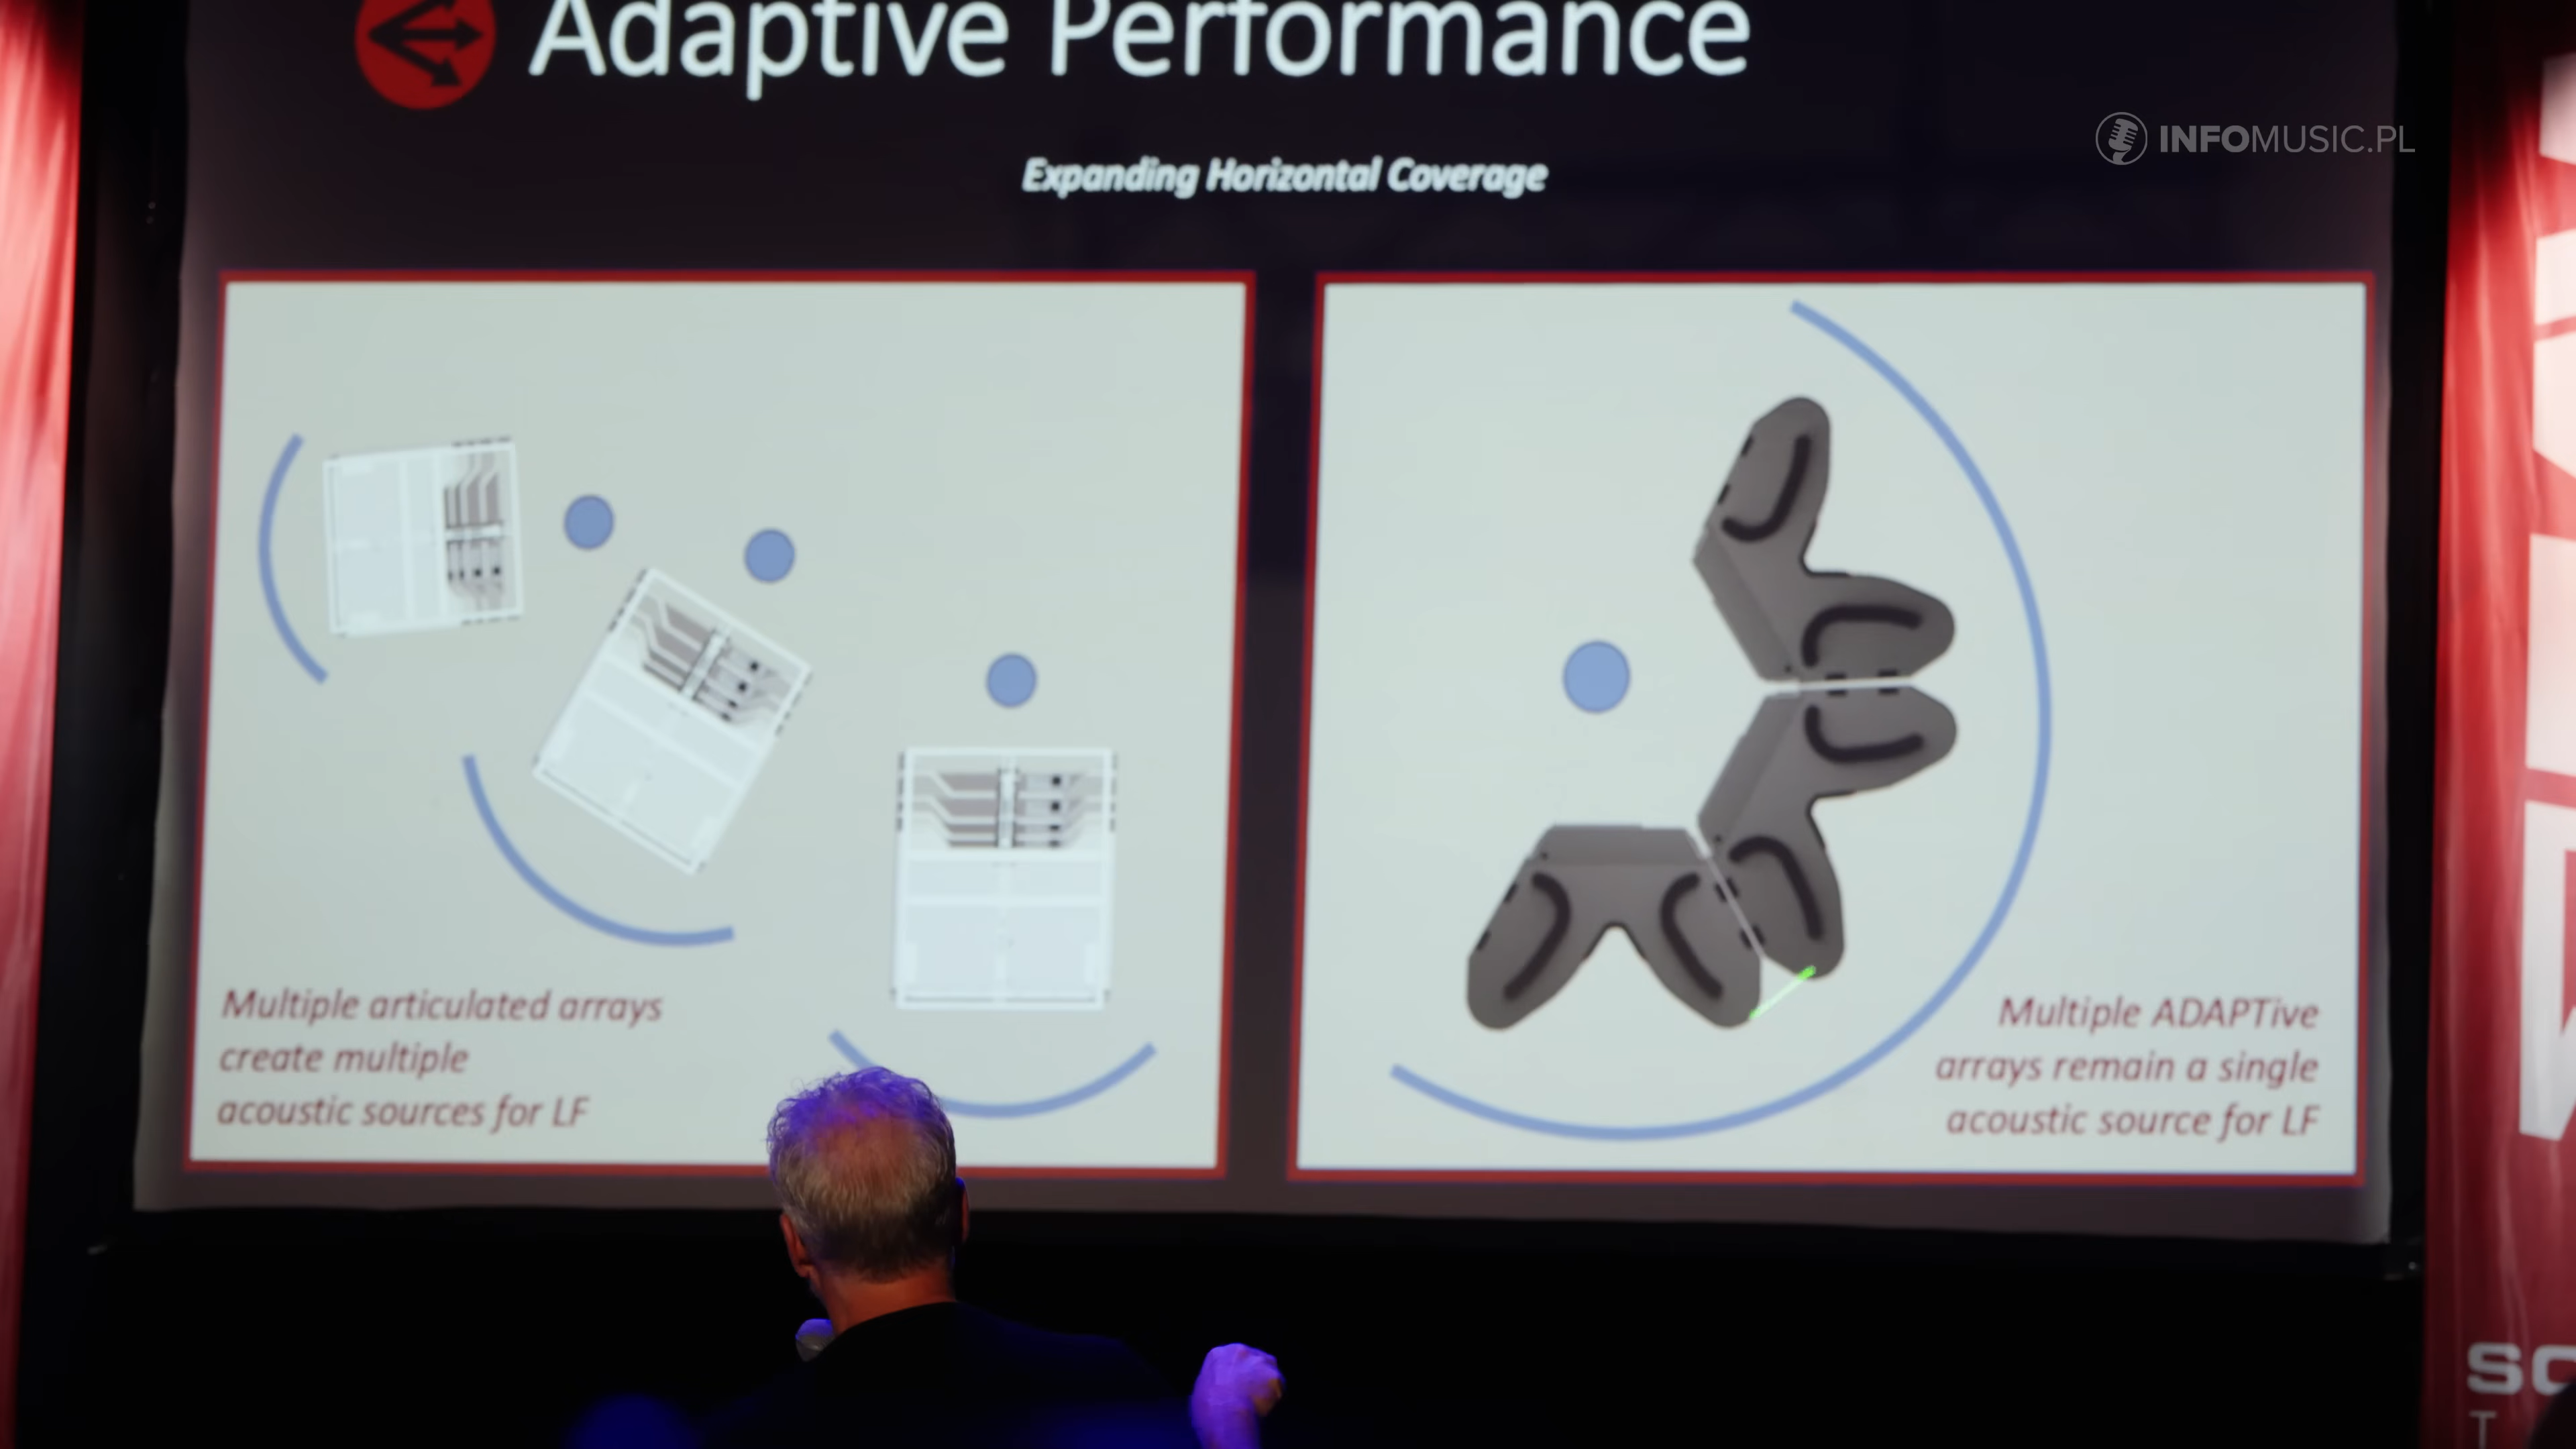 Adaptive Performance
INFOMUSIC.PL
Expanding Horizontal Coverage
Multiple articulated arrays
create multiple
acoustic sources for LF
Multiple ADAPTive
arrays remain a single
acoustic source for LF